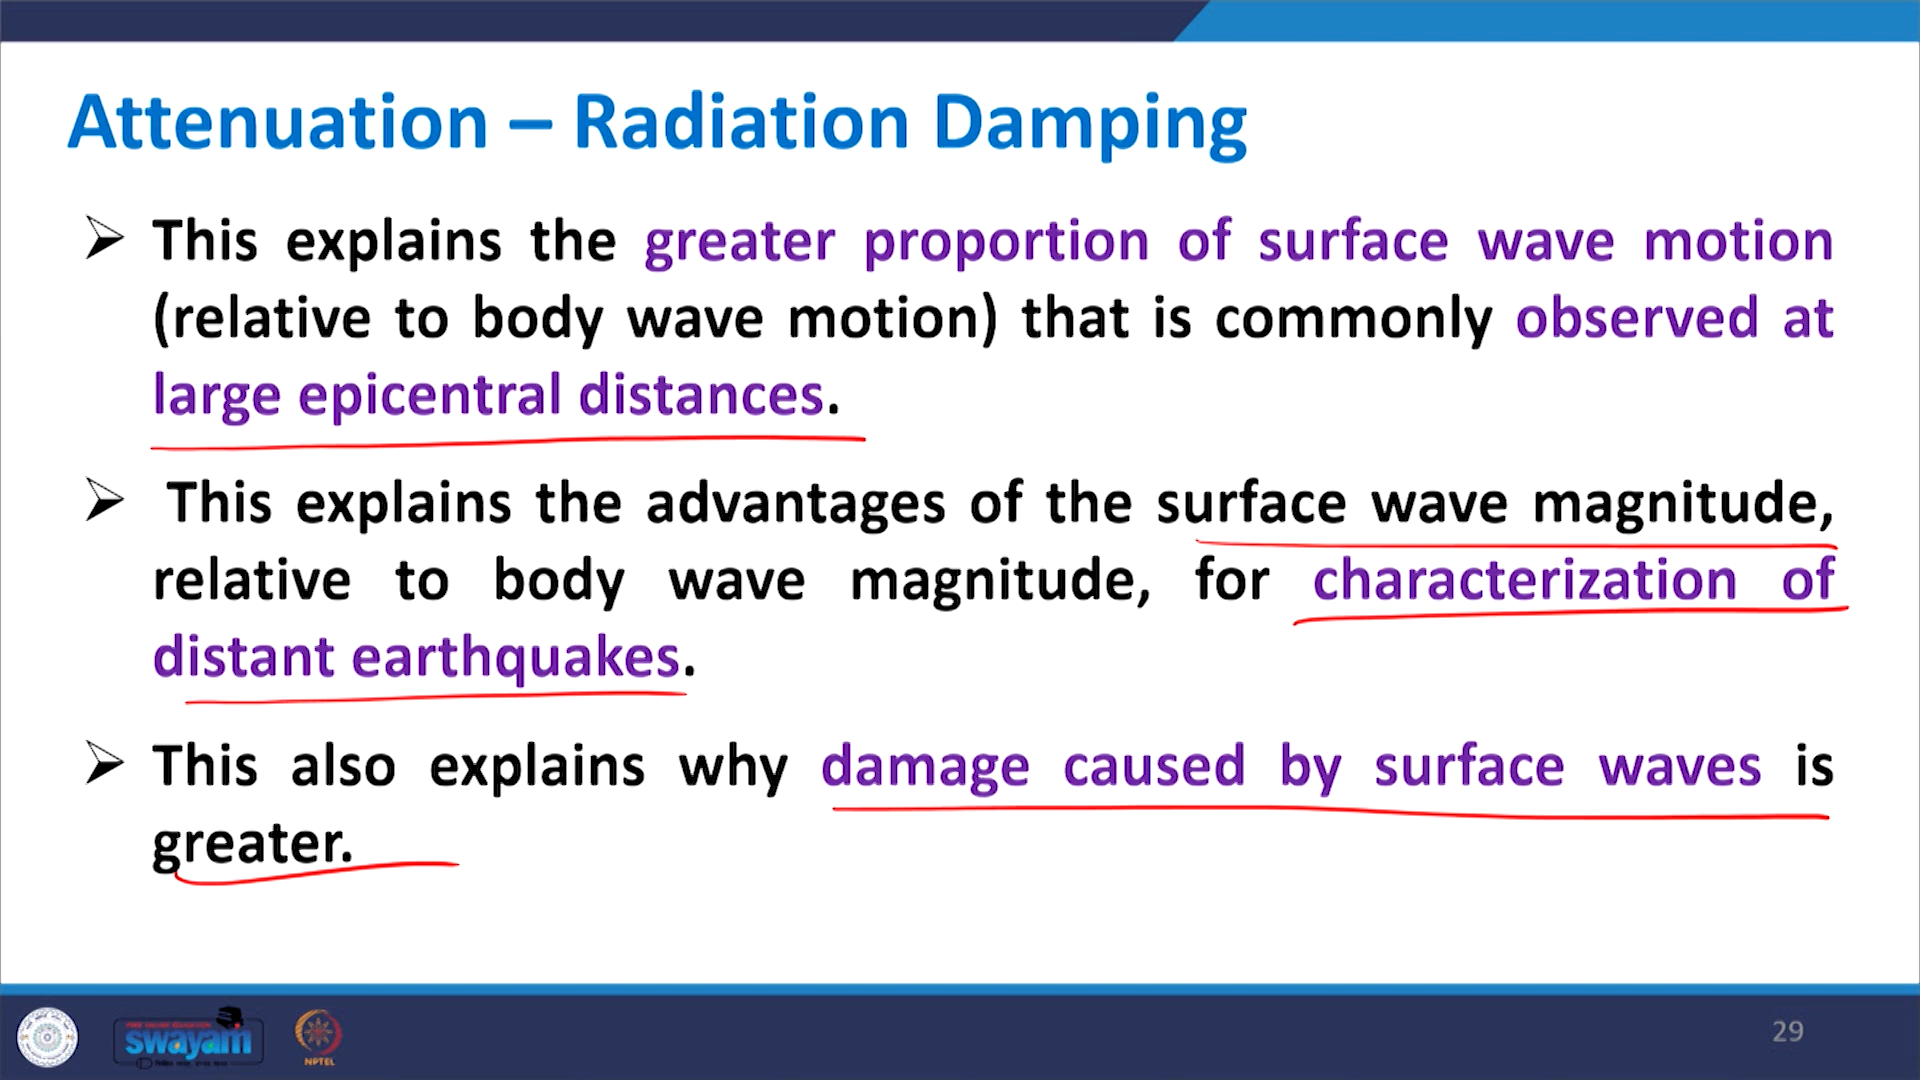 Attenuation – Radiation Damping
➢ This explains the greater proportion of surface wave motion
(relative to body wave motion) that is commonly observed at
large epicentral distances.
➢ This explains the advantages of the surface wave magnitude,
relative to body wave magnitude, for characterization of
distant earthquakes.
➢ This also explains why damage caused by surface waves is
greater.
swayam
NPTEL
29